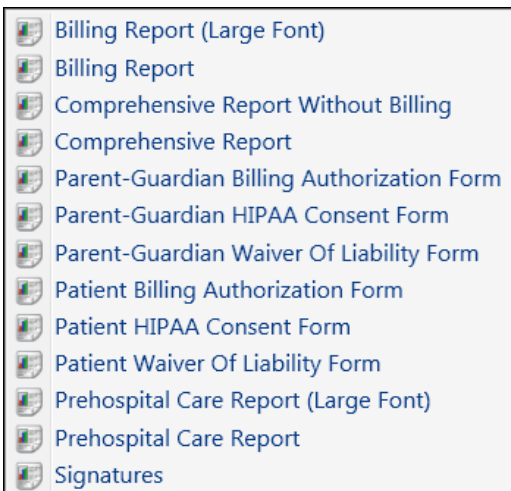 Billing Report (Large Font)
Billing Report
Comprehensive Report Without Billing
Comprehensive Report
Parent-Guardian Billing Authorization Form
Parent-Guardian HIPAA Consent Form
Parent-Guardian Waiver Of Liability Form
Patient Billing Authorization Form
Patient HIPAA Consent Form
Patient Waiver Of Liability Form
Prehospital Care Report (Large Font)
Prehospital Care Report
Signatures